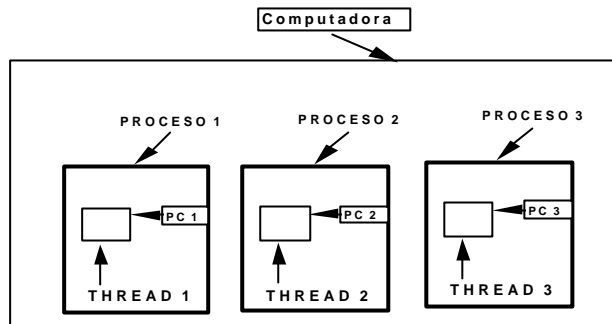 Computadora
PROCESO 1
PROCESO 2
PROCESO 3
PC 1
PC 2
PC 3
THREAD 1
THREAD 2
THREAD 3